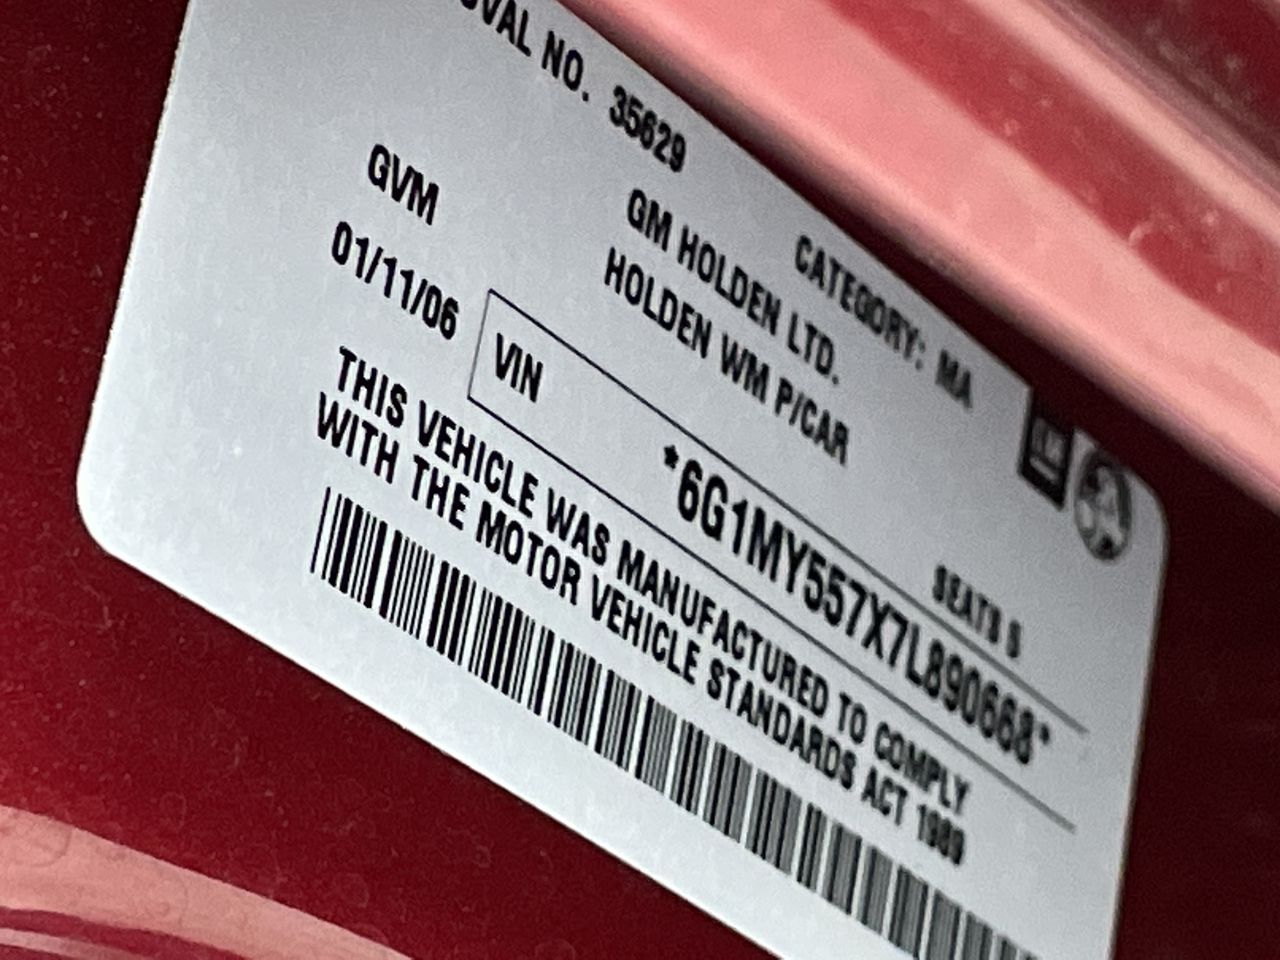 OVAL NO. 35629
CATEGORY: MA
GM HOLDEN LTD.
GVM
HOLDEN WM P/CAR
SEATS 5
01/11/06
VIN *6G1MY557X7L890668*
THIS VEHICLE WAS MANUFACTURED TO COMPLY
WITH THE MOTOR VEHICLE STANDARDS ACT 1989